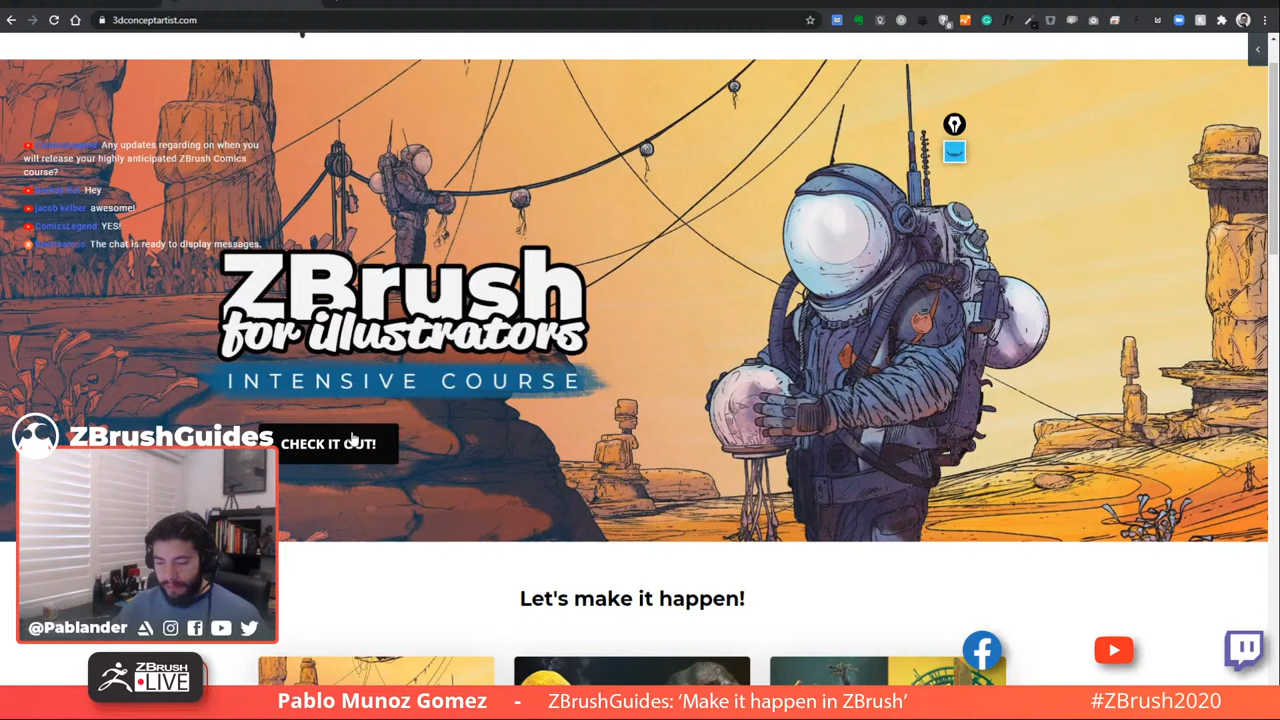 3dconceptartist.com
Any updates regarding on when you
will release your highly anticipated ZBrush Comics
course?
Hey
jacob kelber awesome!
ComicsLegend: YES!
The chat is ready to display messages.
ZBrush
for illustrators
INTENSIVE COURSE
CHECK IT OUT!
ZBrushGuides
Let's make it happen!
@Pablander
ZBRUSH
LIVE
Pablo Munoz Gomez - ZBrushGuides: ‘Make it happen in ZBrush’ #ZBrush2020